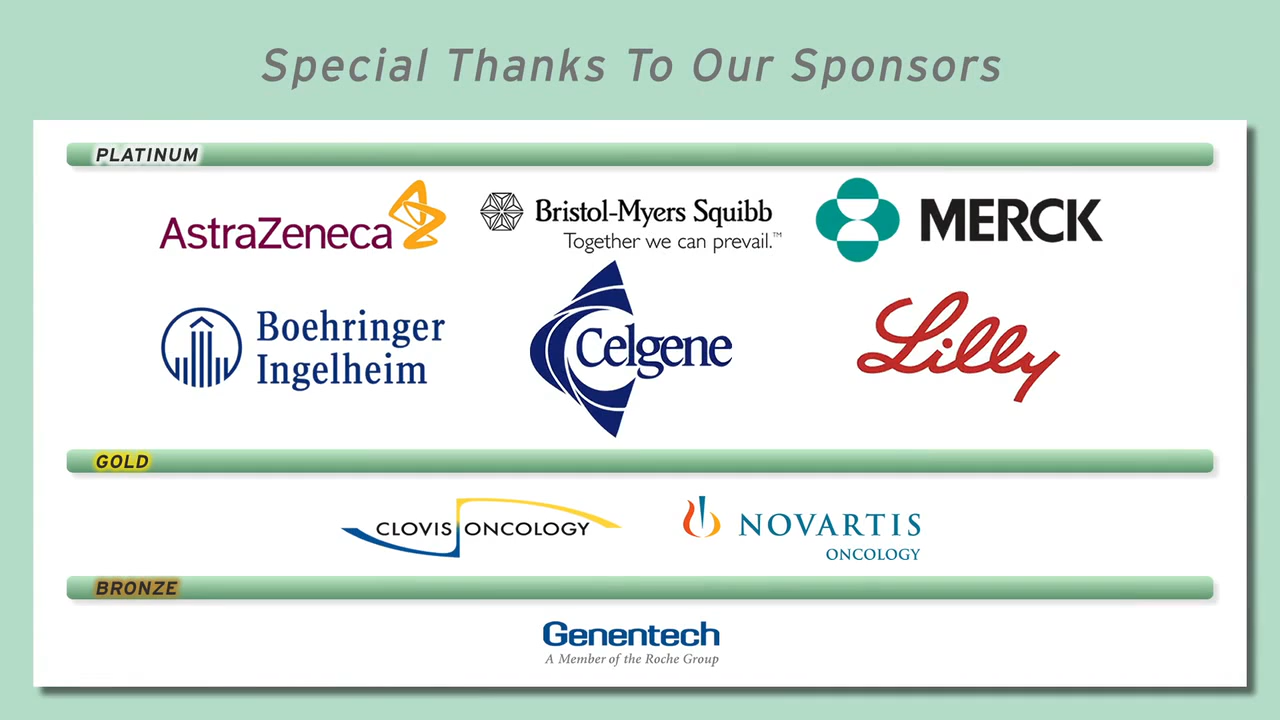 Special Thanks To Our Sponsors
PLATINUM
AstraZeneca
Bristol-Myers Squibb
Together we can prevail.™
MERCK
Boehringer
Ingelheim
Celgene
Lilly
GOLD
CLOVIS ONCOLOGY
NOVARTIS
ONCOLOGY
BRONZE
Genentech
A Member of the Roche Group